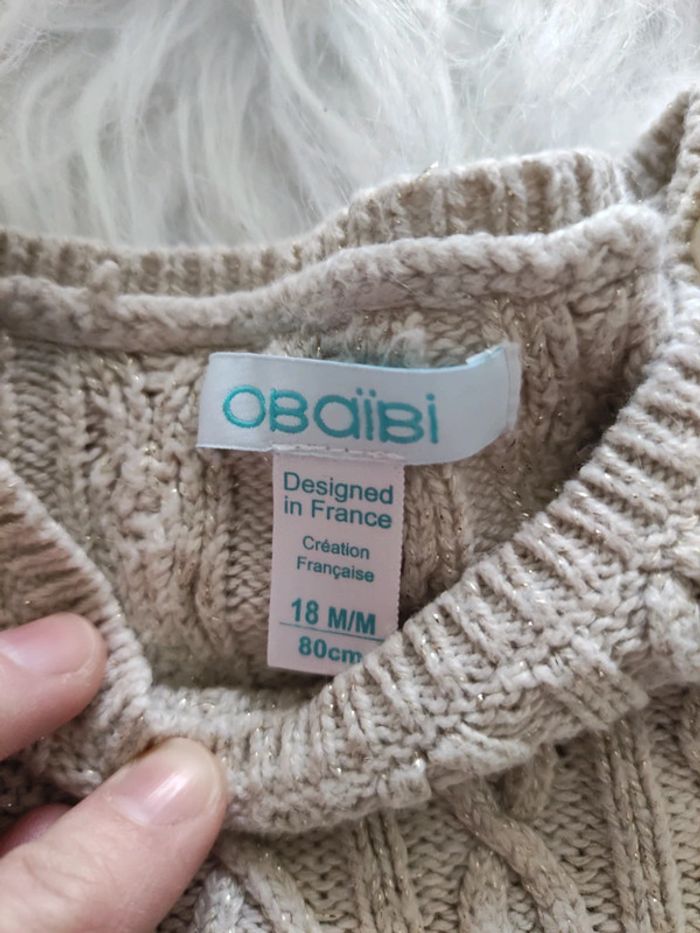 OBaïBi
Designed
in France
Création
Française
18 M/M
80cm